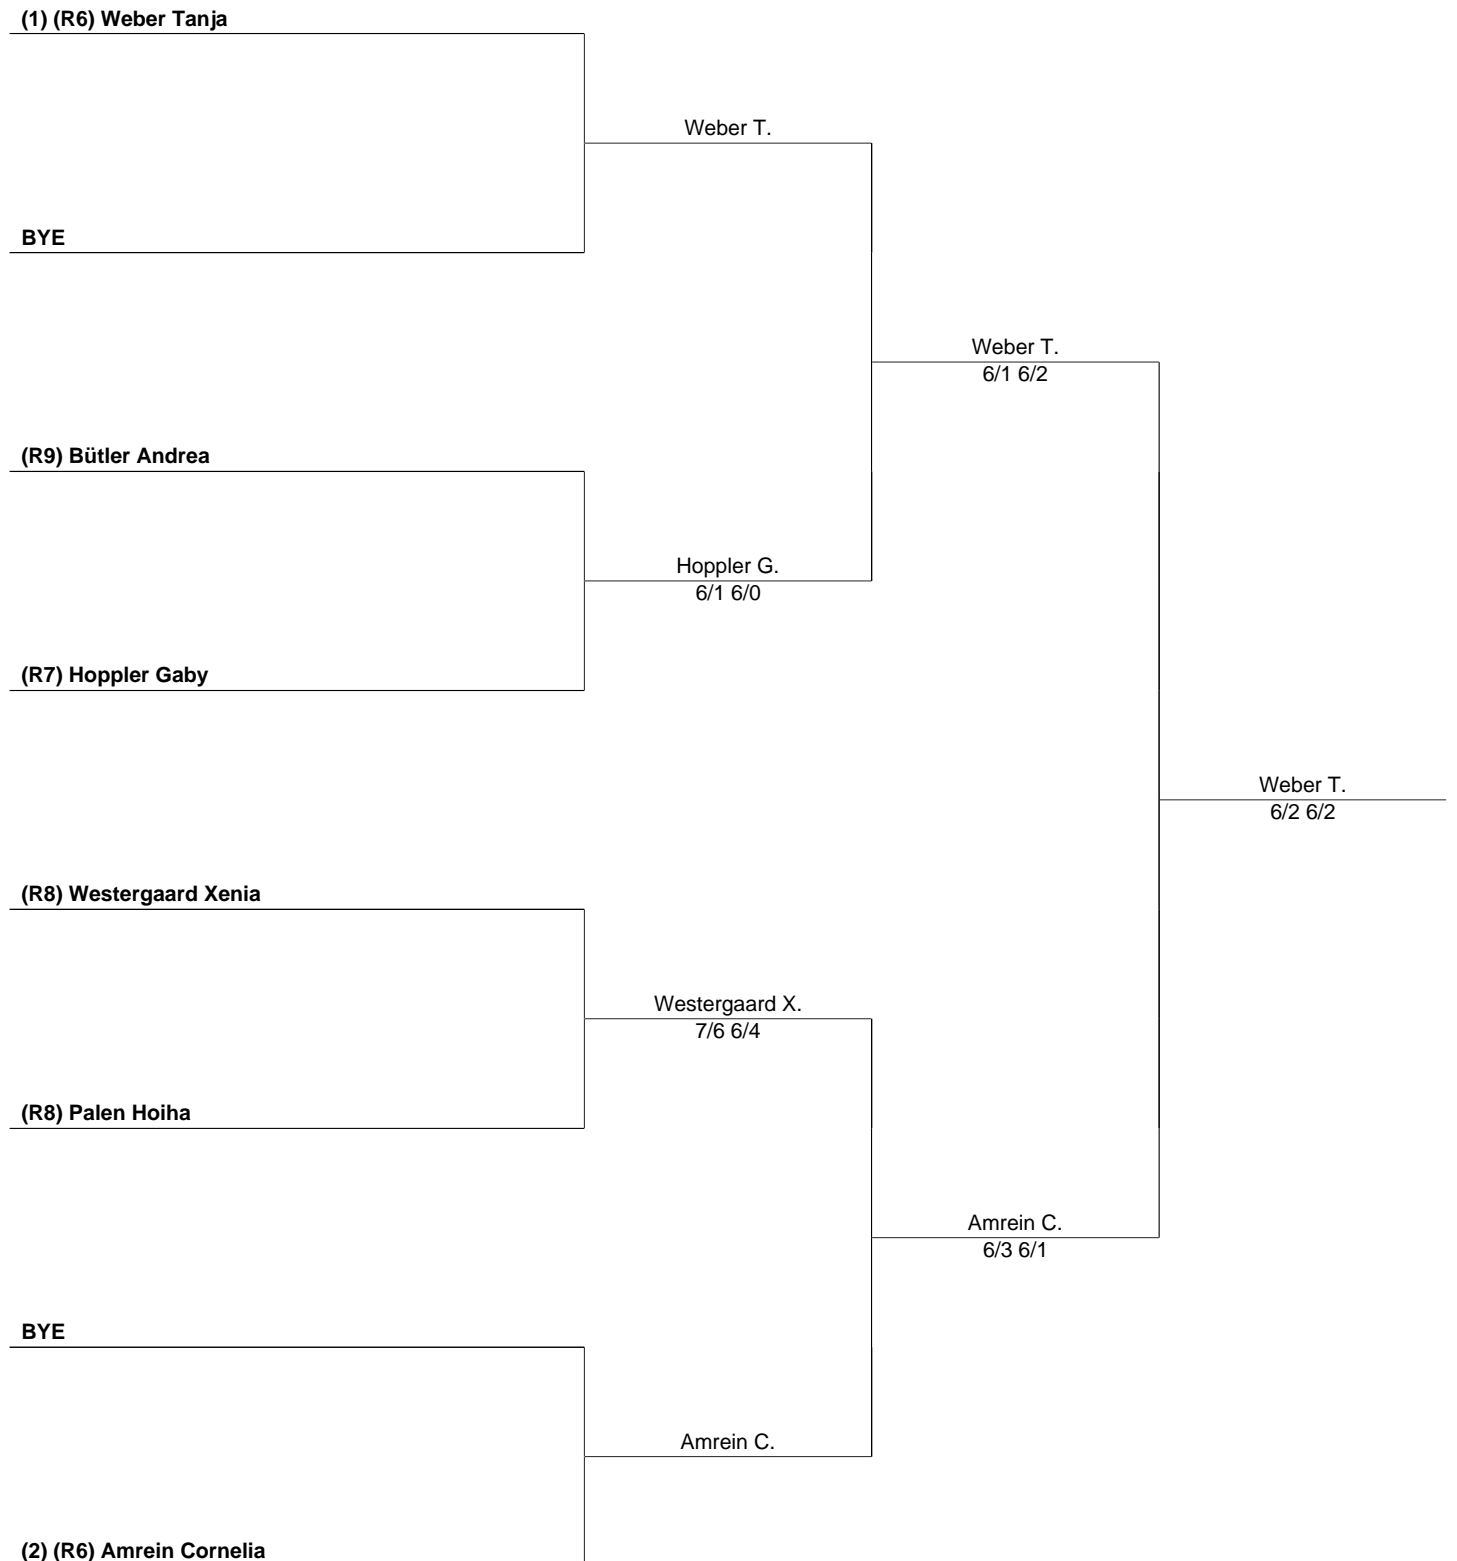 (1) (R6) Weber Tanja
Weber T.
BYE
Weber T.
6/1 6/2
(R9) Bütler Andrea
Hoppler G.
6/1 6/0
(R7) Hoppler Gaby
Weber T.
6/2 6/2
(R8) Westergaard Xenia
Westergaard X.
7/6 6/4
(R8) Palen Hoiha
Amrein C.
6/3 6/1
BYE
Amrein C.
(2) (R6) Amrein Cornelia